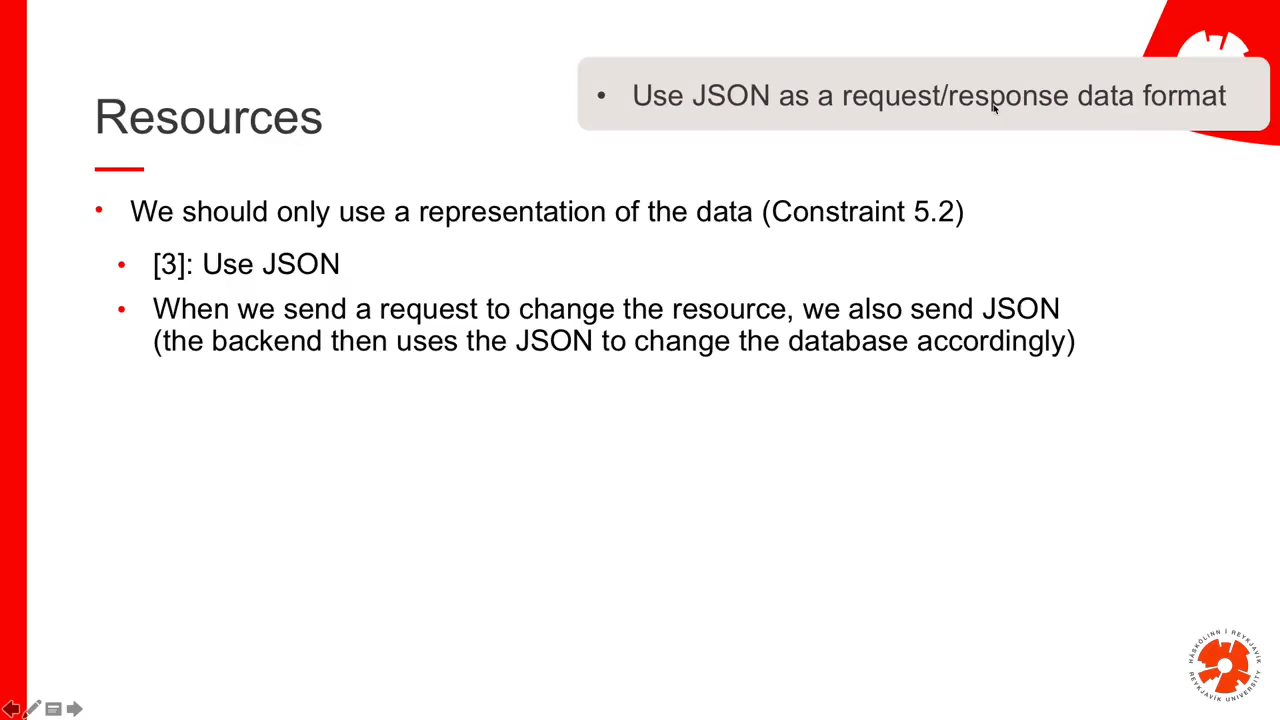 Resources
• Use JSON as a request/response data format
• We should only use a representation of the data (Constraint 5.2)
• [3]: Use JSON
• When we send a request to change the resource, we also send JSON
(the backend then uses the JSON to change the database accordingly)
HÁSKÓLINN Í REYKJAVÍK
REYKJAVÍK UNIVERSITY